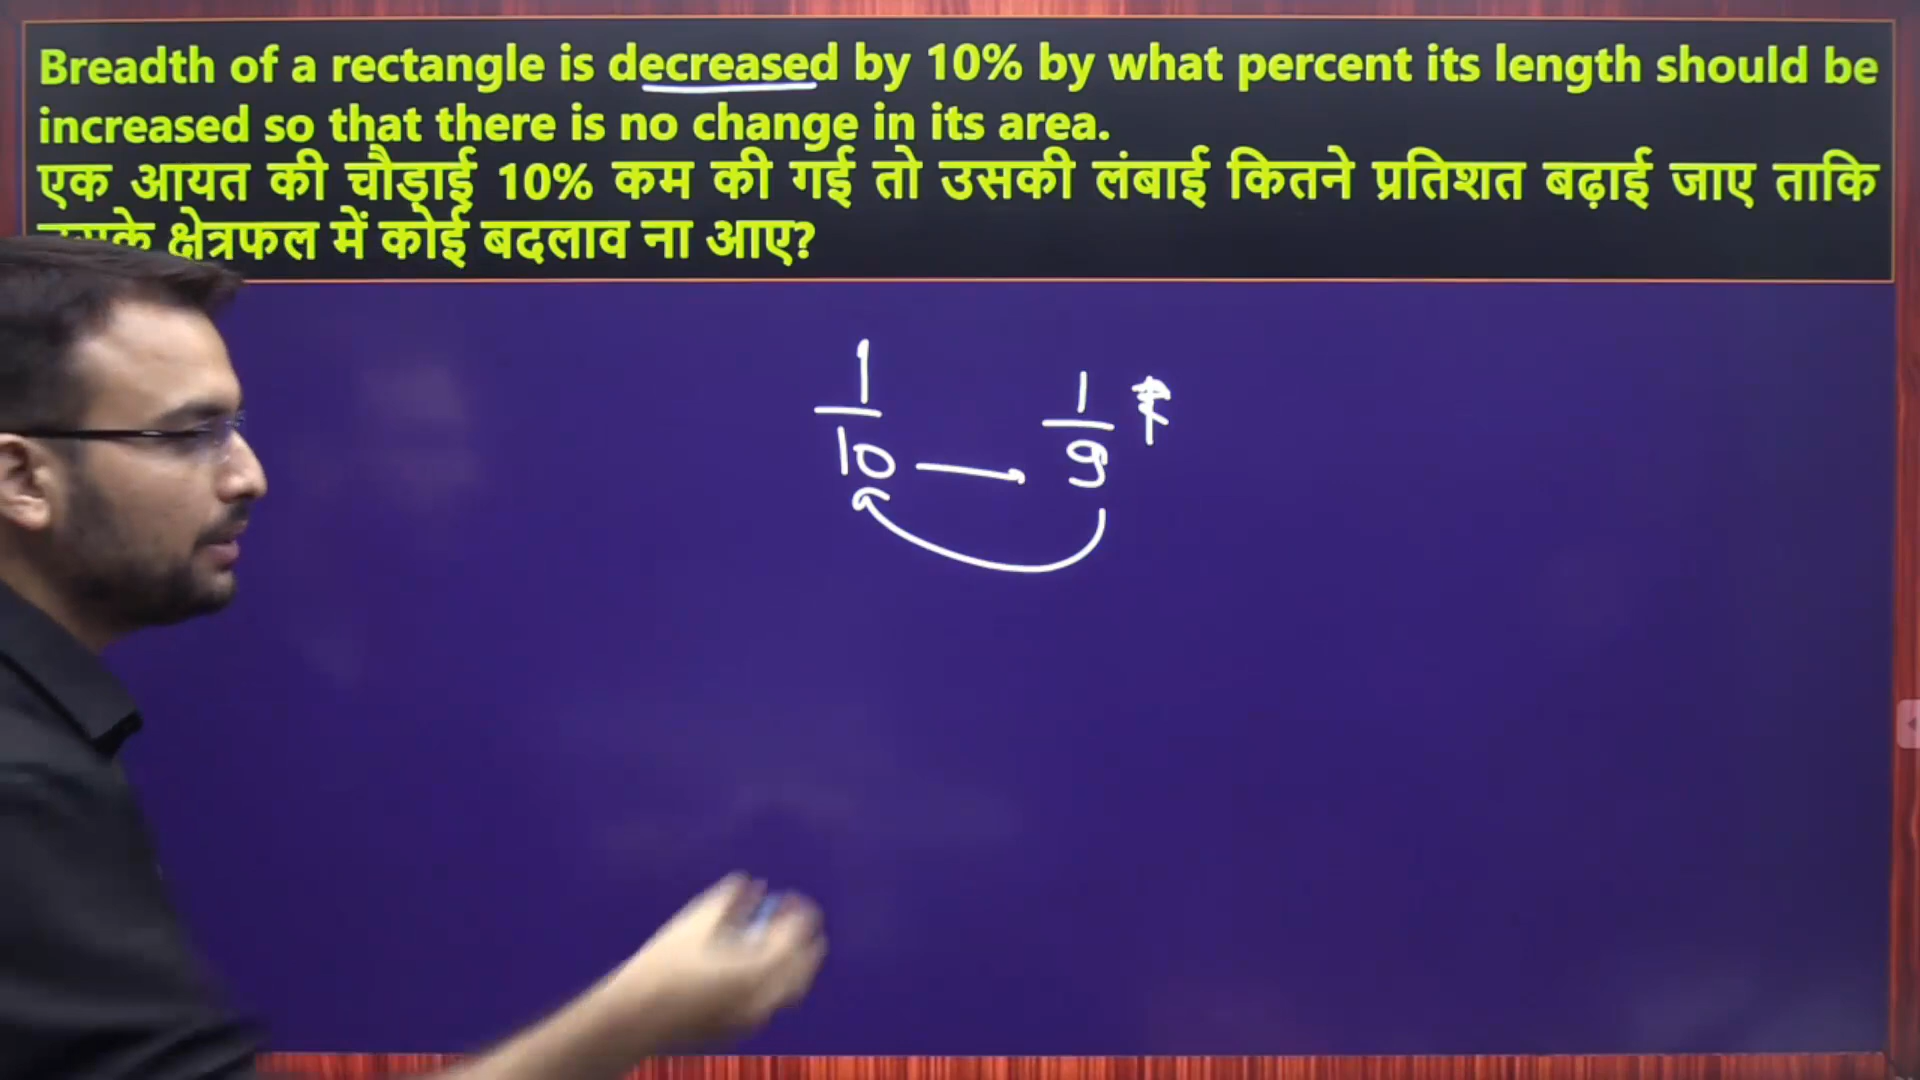 Breadth of a rectangle is decreased by 10% by what percent its length should be
increased so that there is no change in its area.
एक आयत की चौड़ाई 10% कम की गई तो उसकी लंबाई कितने प्रतिशत बढ़ाई जाए ताकि
क्षेत्रफल में कोई बदलाव ना आए?
1 1
10 9